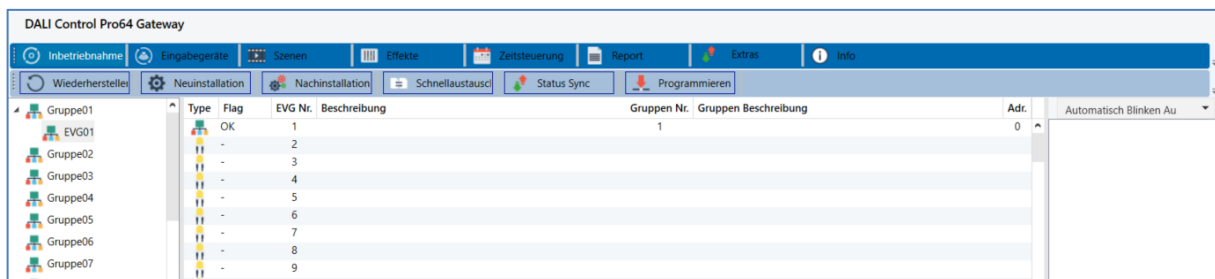 DALI Control Pro64 Gateway
Inbetriebnahme Eingabegeräte Szenen Effekte Zeitsteuerung Report Extras Info
Wiederhersteller Neuinstallation Nachinstallation Schnellaustausch Status Sync Programmieren
Gruppe01 Type Flag EVG Nr. Beschreibung Gruppen Nr. Gruppen Beschreibung Adr. Automatisch Blinken Au
EVG01 OK 1 1 0
Gruppe02 - 2
Gruppe03 - 3
Gruppe04 - 4
Gruppe05 - 5
Gruppe06 - 6
Gruppe07 - 7
- 8
- 9